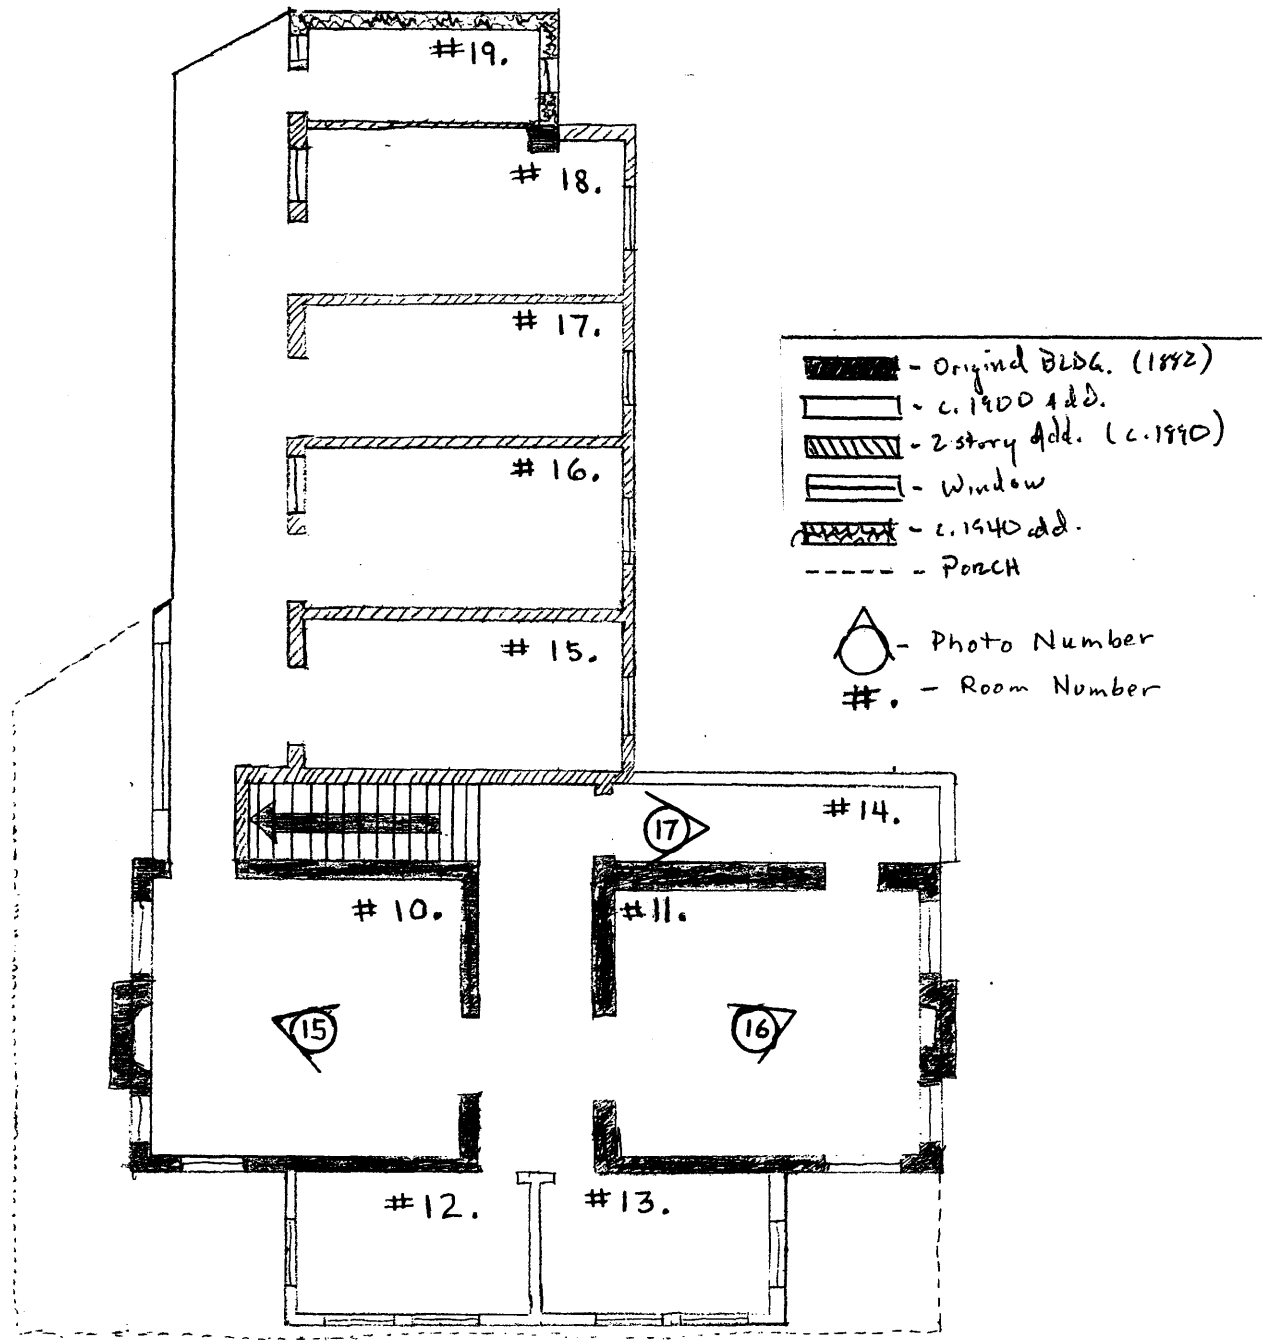 #19.
# 18.
# 17.
# 16.
# 15.
- Original BLDG. (1882)
- c. 1900 Add.
- 2 story Add. (c. 1890)
- Window
- c. 1940 add.
- PORCH
- Photo Number
#. - Room Number
17
#14.
# 10.
#11.
15
16
#12.
#13.